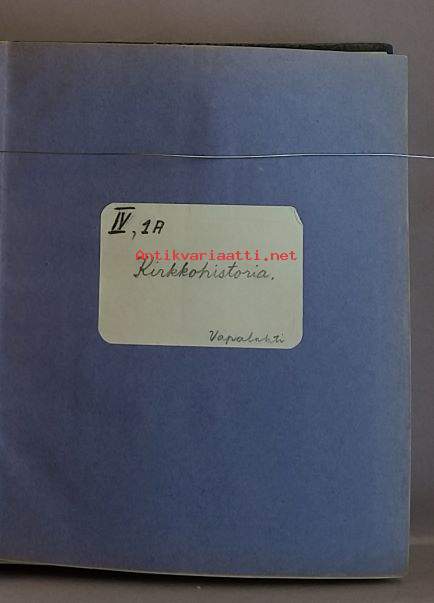 IV, 1A
Antikvariaatti.net
Kirkkohistoria.
Vapalahti